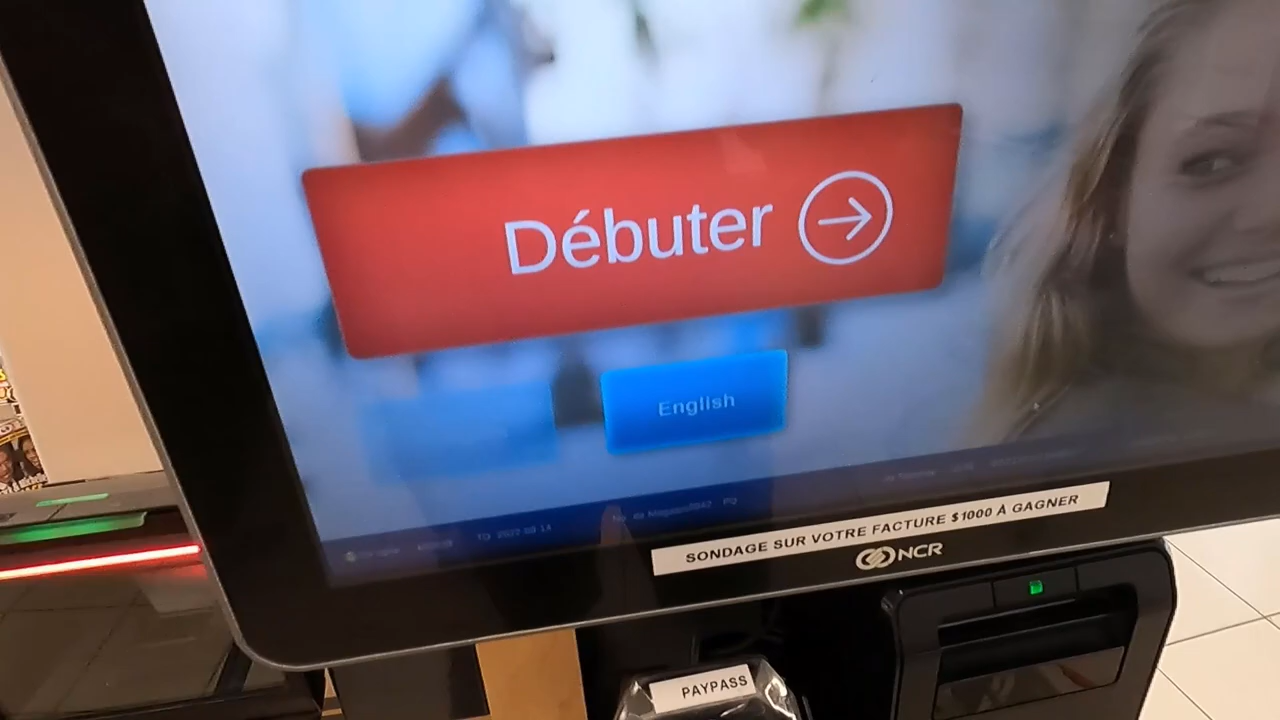 Débuter
English
SONDAGE SUR VOTRE FACTURE $1000 À GAGNER
NCR
PAYPASS